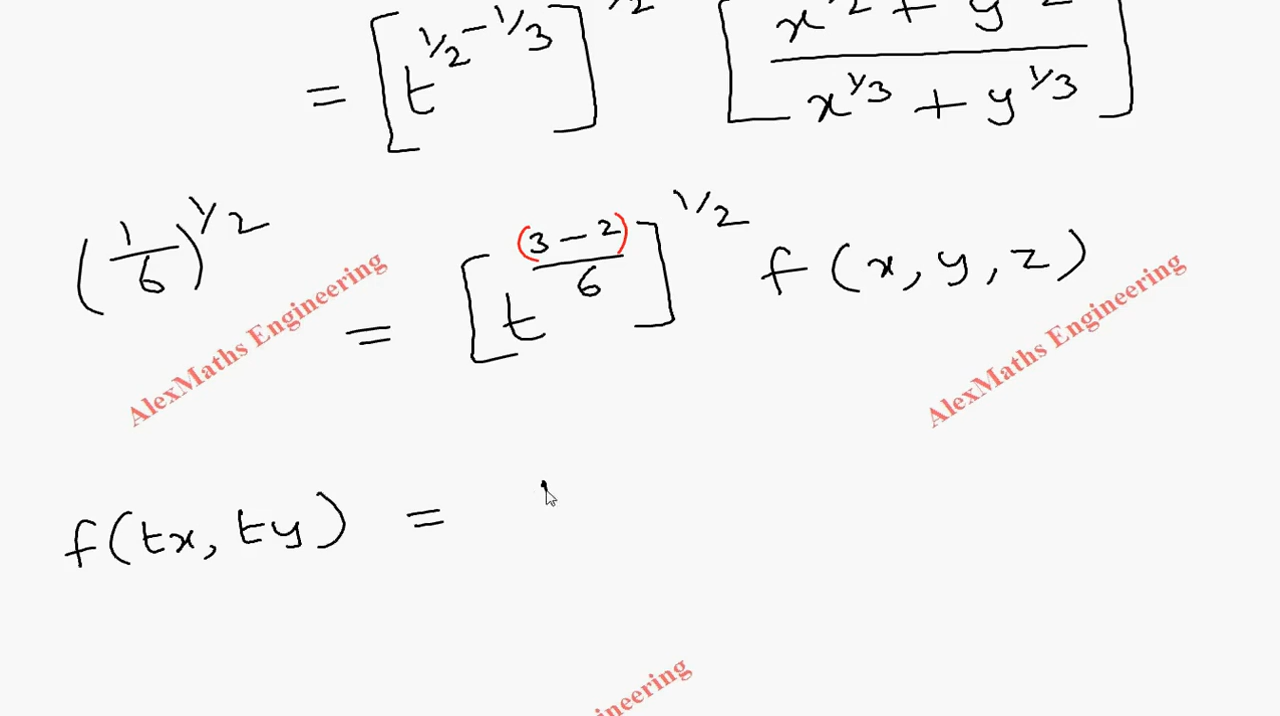 = [t^{1/2 - 1/3}]^{1/2} [x^{1/2} + y^{1/2} / x^{1/3} + y^{1/3}]
(1/6)^{1/2}
= [t^{(3-2)/6}]^{1/2} f(x, y, z)
AlexMaths Engineering
AlexMaths Engineering
f(tx, ty) =